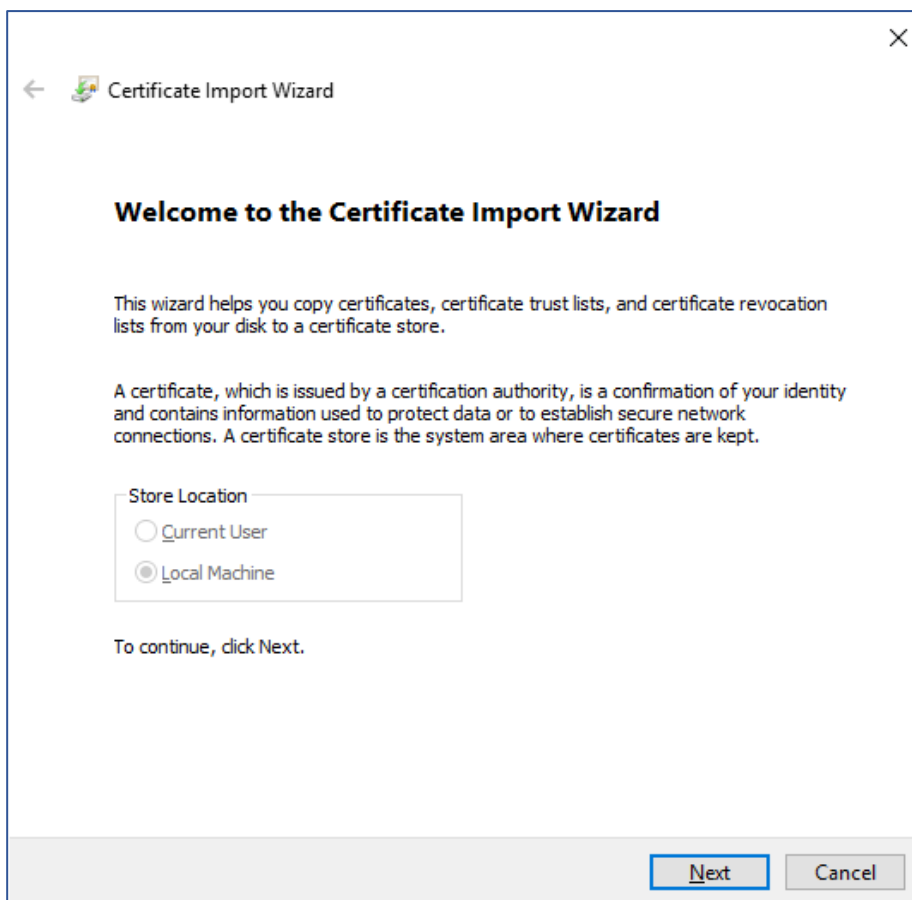 Certificate Import Wizard
Welcome to the Certificate Import Wizard
This wizard helps you copy certificates, certificate trust lists, and certificate revocation
lists from your disk to a certificate store.
A certificate, which is issued by a certification authority, is a confirmation of your identity
and contains information used to protect data or to establish secure network
connections. A certificate store is the system area where certificates are kept.
Store Location
Current User
Local Machine
To continue, click Next.
Next Cancel